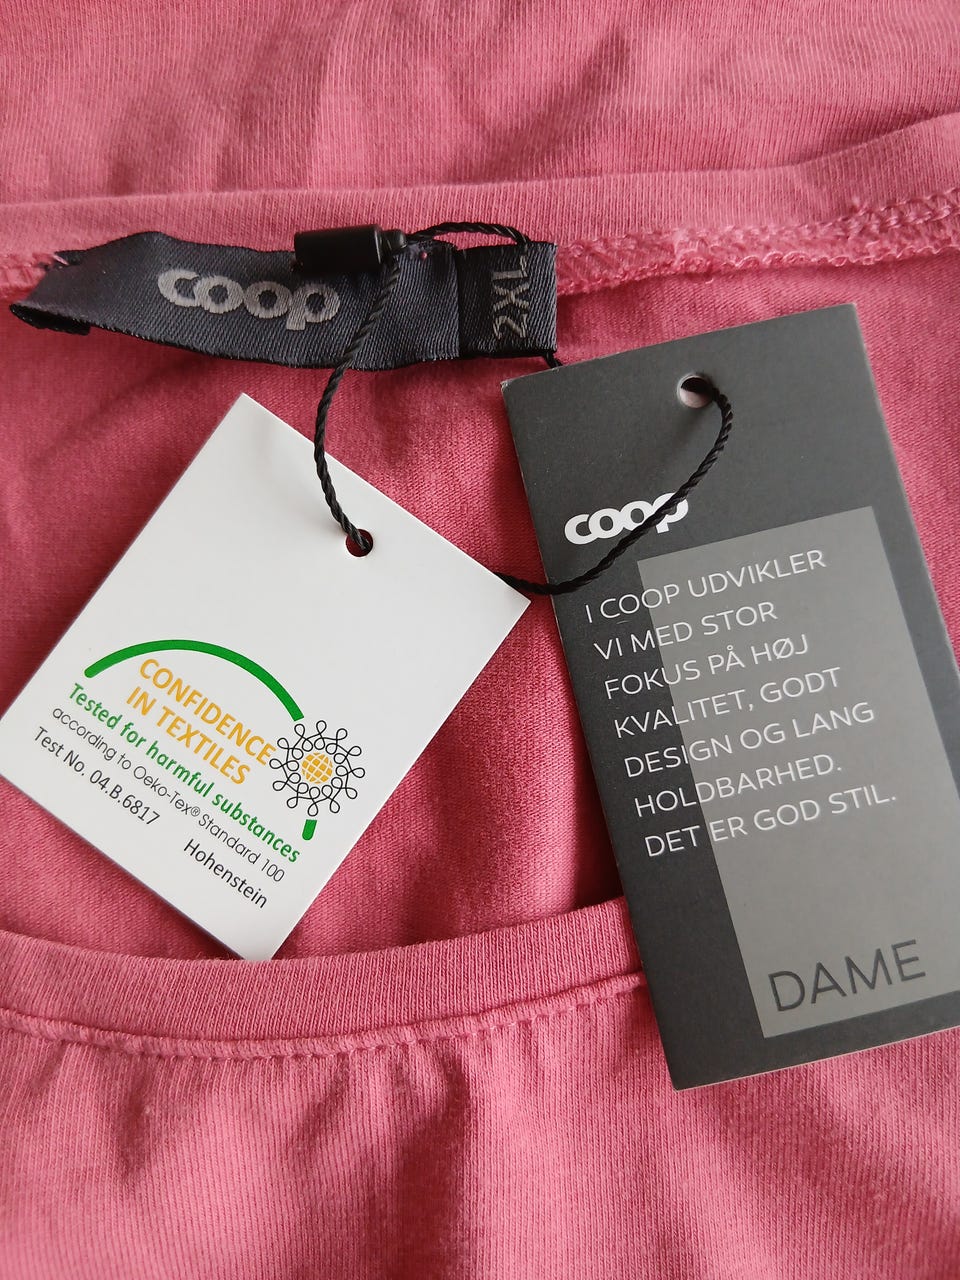 coop
2XL
coop
I COOP UDVIKLER
VI MED STOR
FOKUS PÅ HØJ
KVALITET, GODT
DESIGN OG LANG
HOLDBARHED.
DET ER GOD STIL.
DAME
CONFIDENCE
IN TEXTILES
Tested for harmful substances
according to Oeko-Tex® Standard 100
Test No. 04.B.6817
Hohenstein